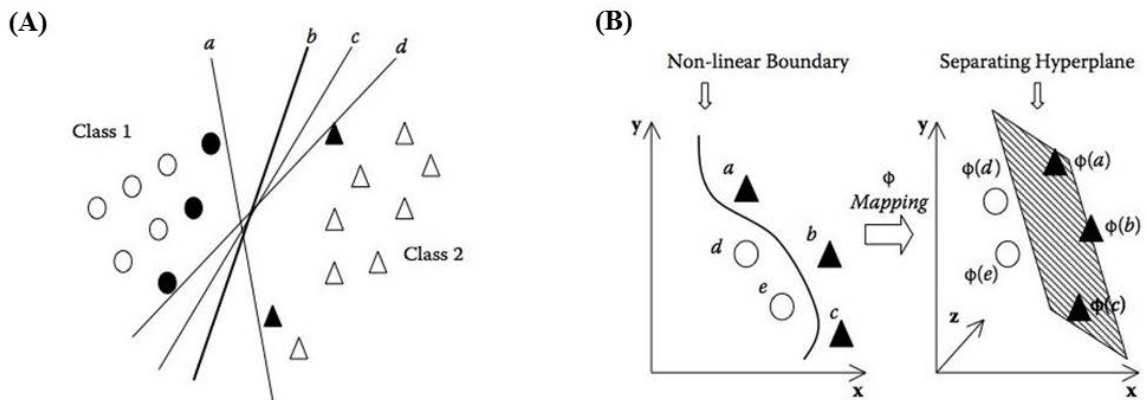 (A)
a
b
c
d
Class 1
Class 2
(B)
Non-linear Boundary
y
a
d
b
e
c
x
ϕ
Mapping
Separating Hyperplane
y
ϕ(d)
ϕ(a)
ϕ(b)
ϕ(e)
ϕ(c)
z
x